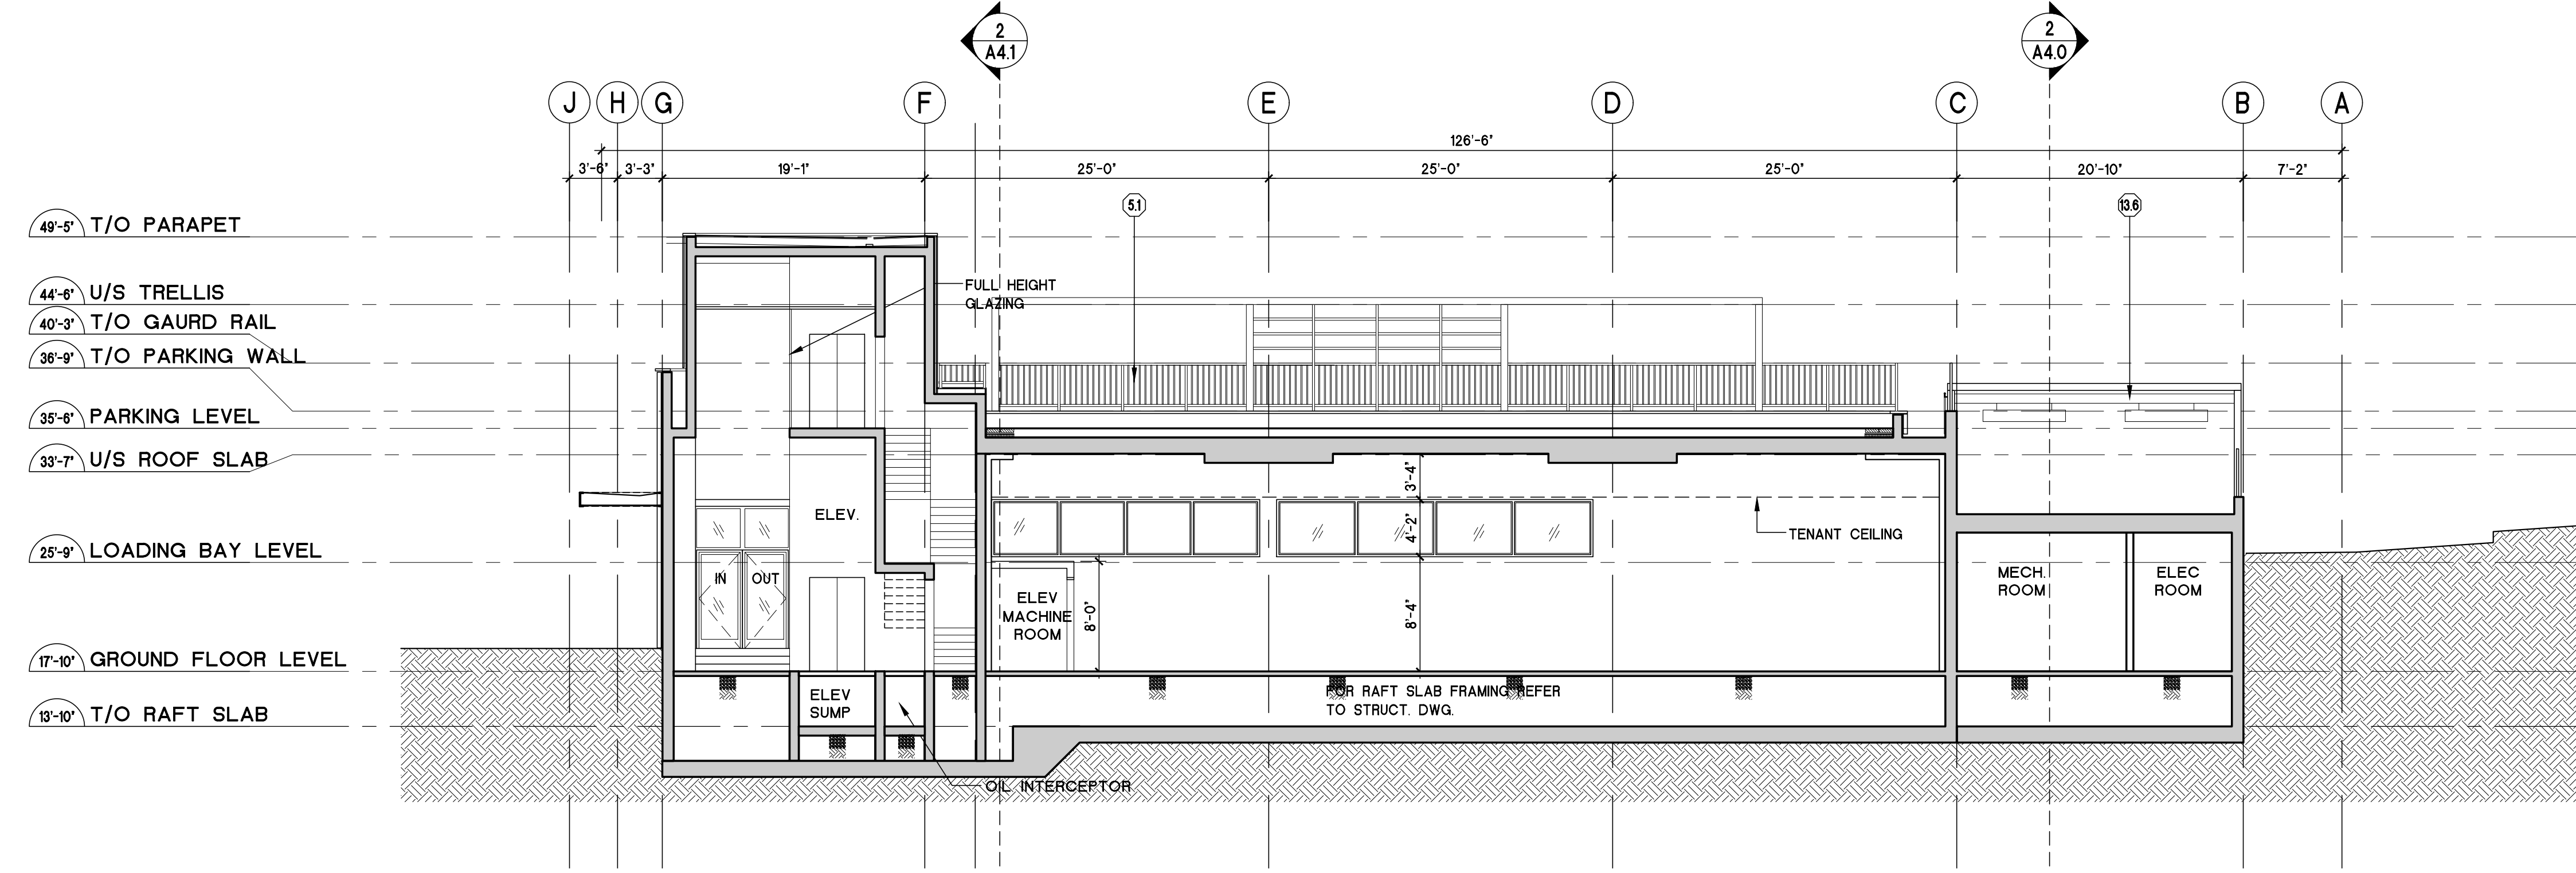 2
A4.1
2
A4.0
J H G F E D C B A
126'-6"
3'-6" 3'-3" 19'-1" 25'-0" 25'-0" 25'-0" 20'-10" 7'-2"
5.1
13.6
49'-5" T/O PARAPET
44'-6" U/S TRELLIS
40'-3" T/O GAURD RAIL
36'-9" T/O PARKING WALL
35'-6" PARKING LEVEL
33'-7" U/S ROOF SLAB
25'-9" LOADING BAY LEVEL
17'-10" GROUND FLOOR LEVEL
13'-10" T/O RAFT SLAB
FULL HEIGHT
GLAZING
ELEV.
IN OUT
3'-4"
4'-2"
8'-4"
8'-0"
TENANT CEILING
ELEV
MACHINE
ROOM
MECH.
ROOM
ELEC
ROOM
ELEV
SUMP
FOR RAFT SLAB FRAMING REFER
TO STRUCT. DWG.
OIL INTERCEPTOR